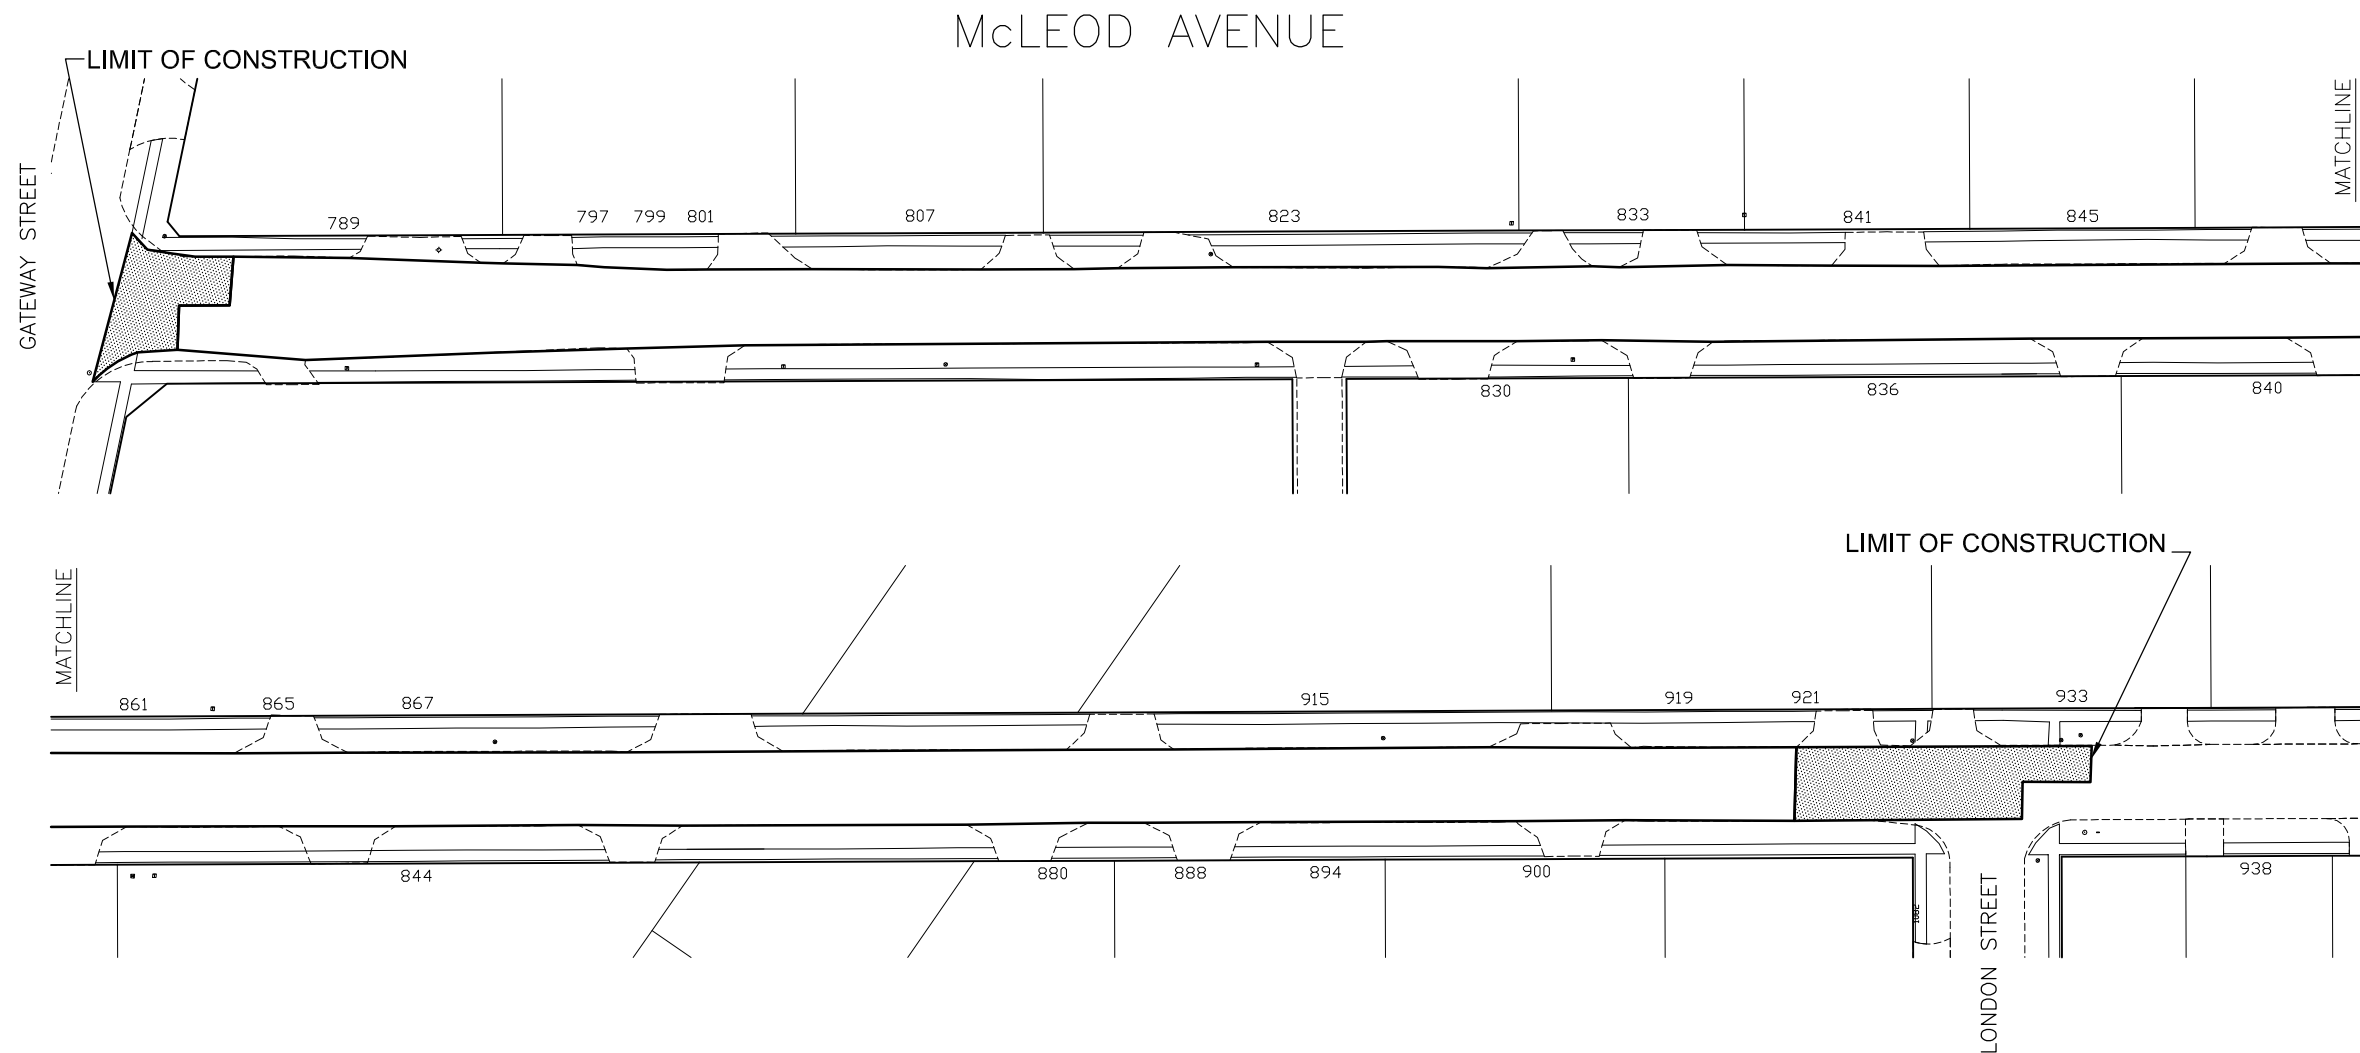 McLEOD AVENUE
LIMIT OF CONSTRUCTION
GATEWAY STREET
MATCHLINE
789
797 799 801
807
823
833
841
845
830
836
840
LIMIT OF CONSTRUCTION
MATCHLINE
861
865
867
915
919
921
933
844
880
888
894
900
938
LONDON STREET